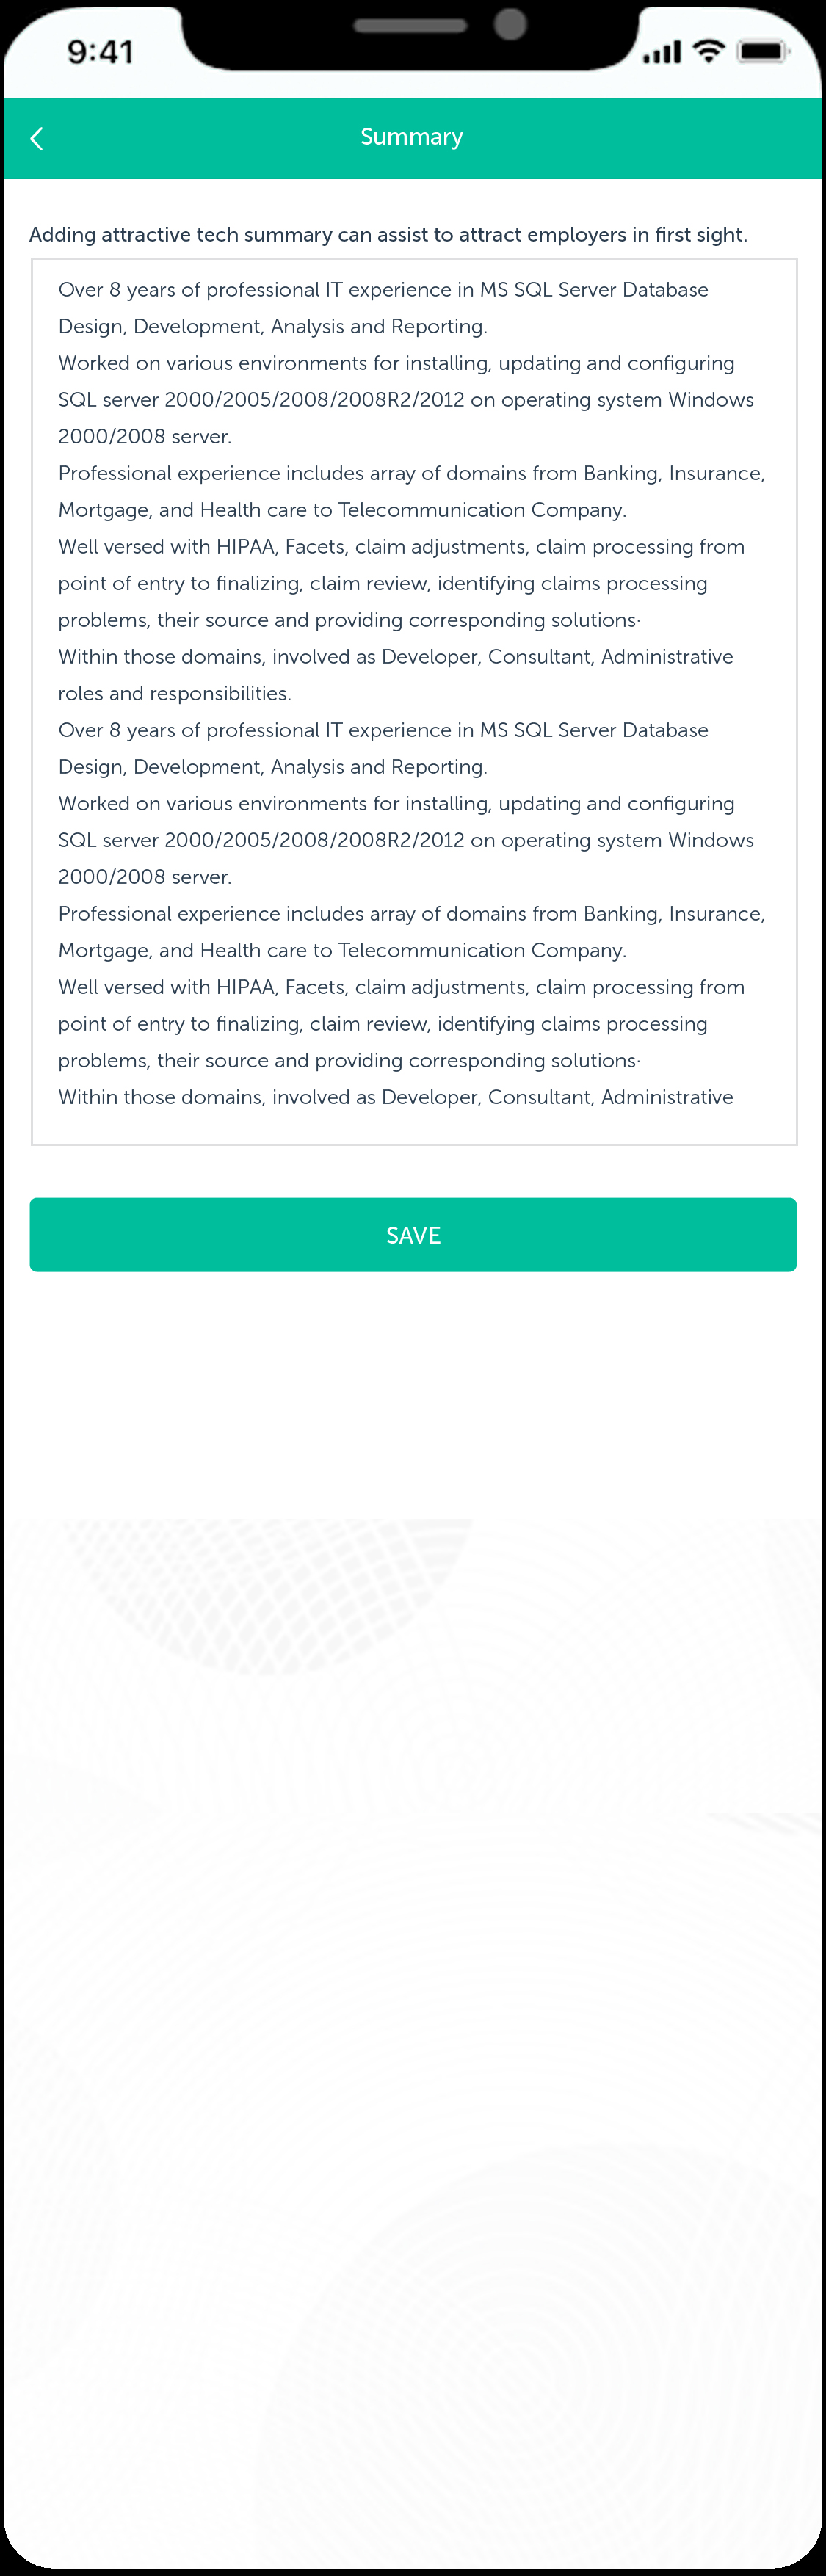 9:41
Summary
Adding attractive tech summary can assist to attract employers in first sight.
Over 8 years of professional IT experience in MS SQL Server Database
Design, Development, Analysis and Reporting.
Worked on various environments for installing, updating and configuring
SQL server 2000/2005/2008/2008R2/2012 on operating system Windows
2000/2008 server.
Professional experience includes array of domains from Banking, Insurance,
Mortgage, and Health care to Telecommunication Company.
Well versed with HIPAA, Facets, claim adjustments, claim processing from
point of entry to finalizing, claim review, identifying claims processing
problems, their source and providing corresponding solutions·
Within those domains, involved as Developer, Consultant, Administrative
roles and responsibilities.
Over 8 years of professional IT experience in MS SQL Server Database
Design, Development, Analysis and Reporting.
Worked on various environments for installing, updating and configuring
SQL server 2000/2005/2008/2008R2/2012 on operating system Windows
2000/2008 server.
Professional experience includes array of domains from Banking, Insurance,
Mortgage, and Health care to Telecommunication Company.
Well versed with HIPAA, Facets, claim adjustments, claim processing from
point of entry to finalizing, claim review, identifying claims processing
problems, their source and providing corresponding solutions·
Within those domains, involved as Developer, Consultant, Administrative
SAVE